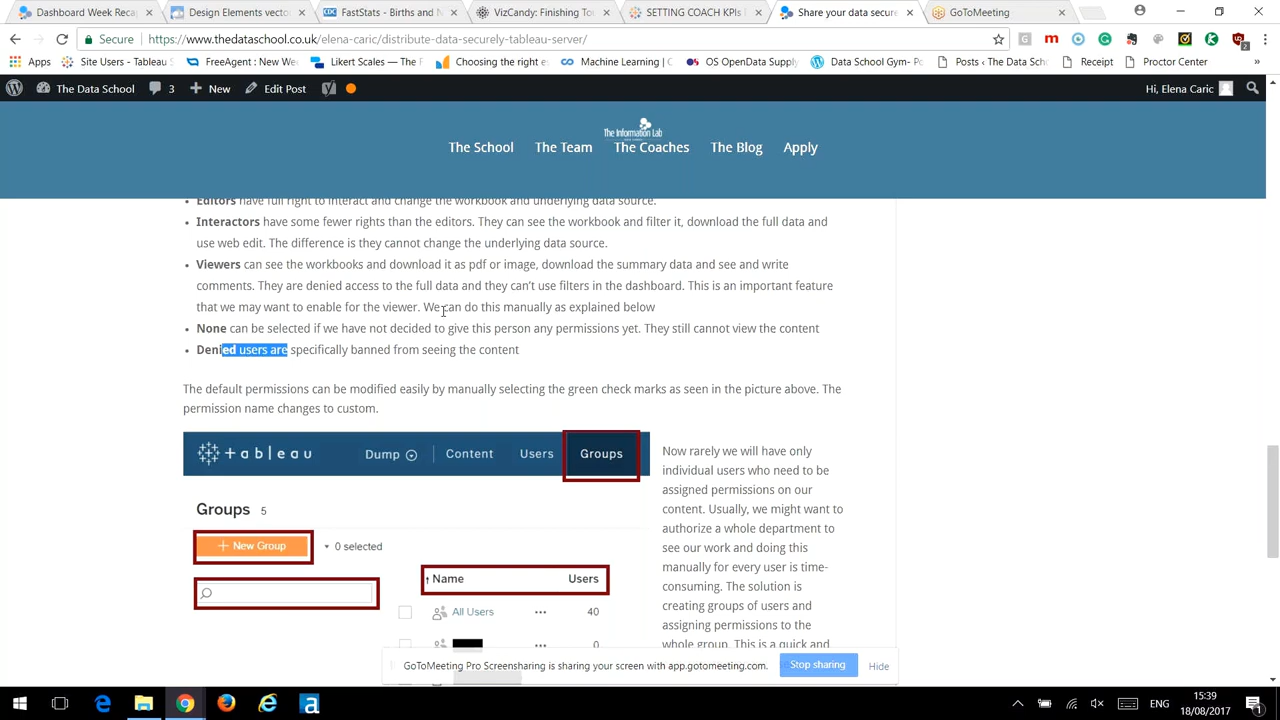 Dashboard Week Recap
Design Elements vector
FastStats - Births and N
VizCandy: Finishing Tou
SETTING COACH KPIs
Share your data secure
GoToMeeting
Secure
https://www.thedataschool.co.uk/elena-caric/distribute-data-securely-tableau-server/
Apps
Site Users - Tableau S
FreeAgent : New Wee
Likert Scales — The F
Choosing the right es
Machine Learning | C
OS OpenData Supply
Data School Gym- Po
Posts ‹ The Data Scho
Receipt
Proctor Center
The Data School
3
New
Edit Post
Hi, Elena Caric
The Information Lab
The School
The Team
The Coaches
The Blog
Apply
Editors have full right to interact and change the workbook and underlying data source.
Interactors have some fewer rights than the editors. They can see the workbook and filter it, download the full data and
use web edit. The difference is they cannot change the underlying data source.
Viewers can see the workbooks and download it as pdf or image, download the summary data and see and write
comments. They are denied access to the full data and they can't use filters in the dashboard. This is an important feature
that we may want to enable for the viewer. We can do this manually as explained below
None can be selected if we have not decided to give this person any permissions yet. They still cannot view the content
Denied users are specifically banned from seeing the content
The default permissions can be modified easily by manually selecting the green check marks as seen in the picture above. The
permission name changes to custom.
+ a b l e a u
Dump
Content
Users
Groups
Groups 5
+ New Group
0 selected
Name
Users
All Users
40
0
Now rarely we will have only
individual users who need to be
assigned permissions on our
content. Usually, we might want to
authorize a whole department to
see our work and doing this
manually for every user is time-
consuming. The solution is
creating groups of users and
assigning permissions to the
whole group. This is a quick and
GoToMeeting Pro Screensharing is sharing your screen with app.gotomeeting.com.
Stop sharing
Hide
ENG
15:39
18/08/2017